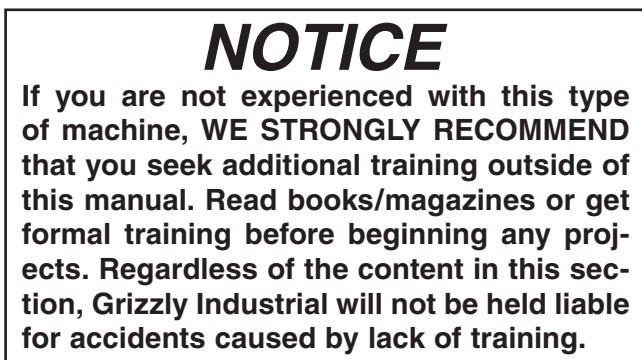 NOTICE
If you are not experienced with this type
of machine, WE STRONGLY RECOMMEND
that you seek additional training outside of
this manual. Read books/magazines or get
formal training before beginning any proj-
ects. Regardless of the content in this sec-
tion, Grizzly Industrial will not be held liable
for accidents caused by lack of training.